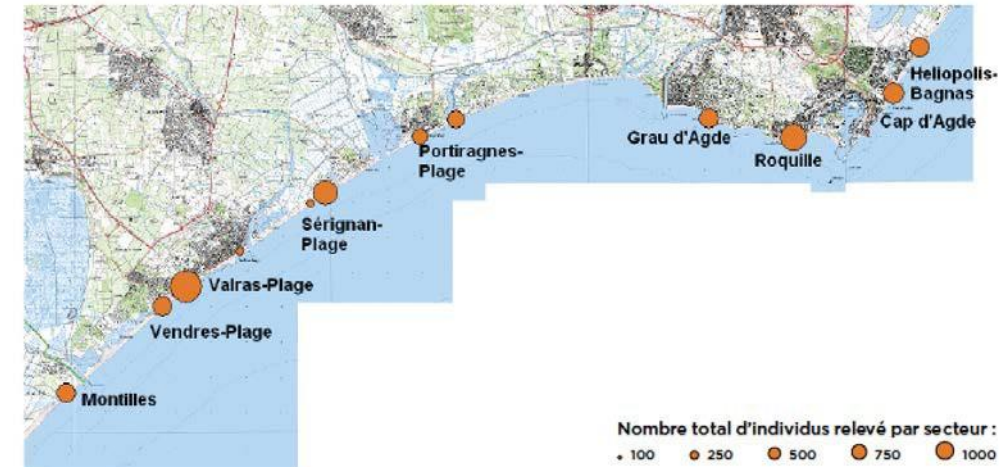 Heliopolis-
Bagnas
Cap d'Agde
Grau d'Agde
Roquille
Portiragnes-
Plage
Sérignan-
Plage
Valras-Plage
Vendres-Plage
Montilles
Nombre total d'individus relevé par secteur :
100 250 500 750 1000